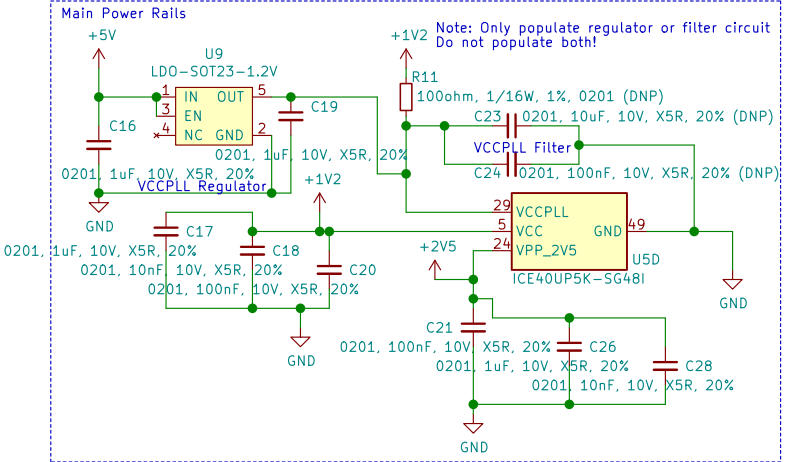 Main Power Rails
Note: Only populate regulator or filter circuit
Do not populate both!
+5V
U9
LDO-SOT23-1.2V
1 IN OUT 5
3 EN
4 NC GND 2
C16
0201, 1uF, 10V, X5R, 20%
C19
0201, 1uF, 10V, X5R, 20%
VCCPLL Regulator
GND
+1V2
R11
100ohm, 1/16W, 1%, 0201 (DNP)
C23 0201, 10uF, 10V, X5R, 20% (DNP)
VCCPLL Filter
C24 0201, 100nF, 10V, X5R, 20% (DNP)
+1V2
C17
0201, 1uF, 10V, X5R, 20%
C18
0201, 10nF, 10V, X5R, 20%
C20
0201, 100nF, 10V, X5R, 20%
GND
29 VCCPLL
5 VCC GND 49
24 VPP_2V5
U5D
ICE40UP5K-SG48I
GND
+2V5
C21
0201, 100nF, 10V, X5R, 20%
C26
0201, 1uF, 10V, X5R, 20%
C28
0201, 10nF, 10V, X5R, 20%
GND